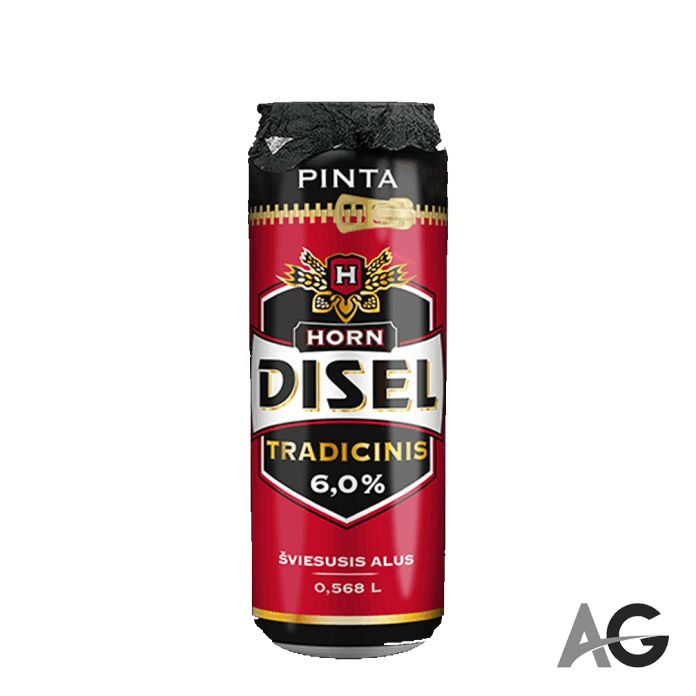 PINTA
H
HORN
DISEL
TRADICINIS
6,0%
ŠVIESUSIS ALUS
0,568 L
AG